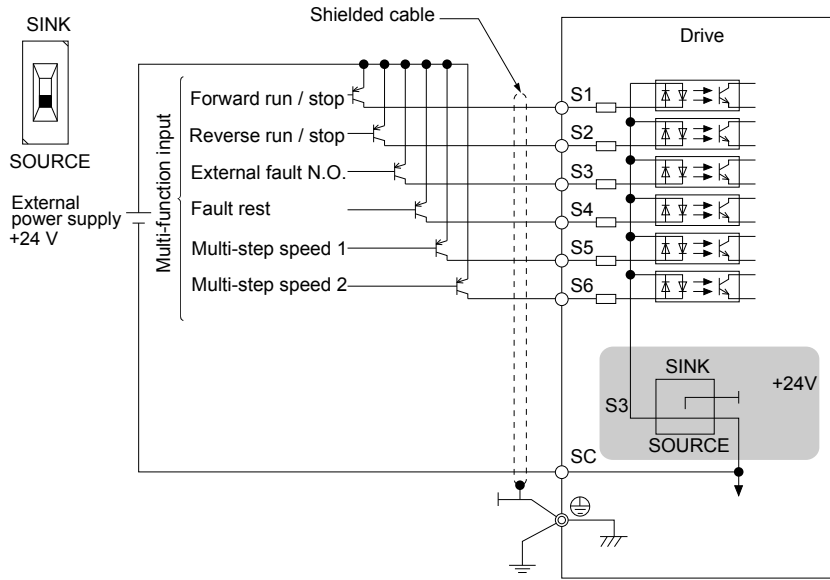 SINK
SOURCE
External
power supply
+24 V
Shielded cable
Multi-function input
Forward run / stop
Reverse run / stop
External fault N.O.
Fault rest
Multi-step speed 1
Multi-step speed 2
Drive
S1
S2
S3
S4
S5
S6
SINK
+24V
S3
SOURCE
SC